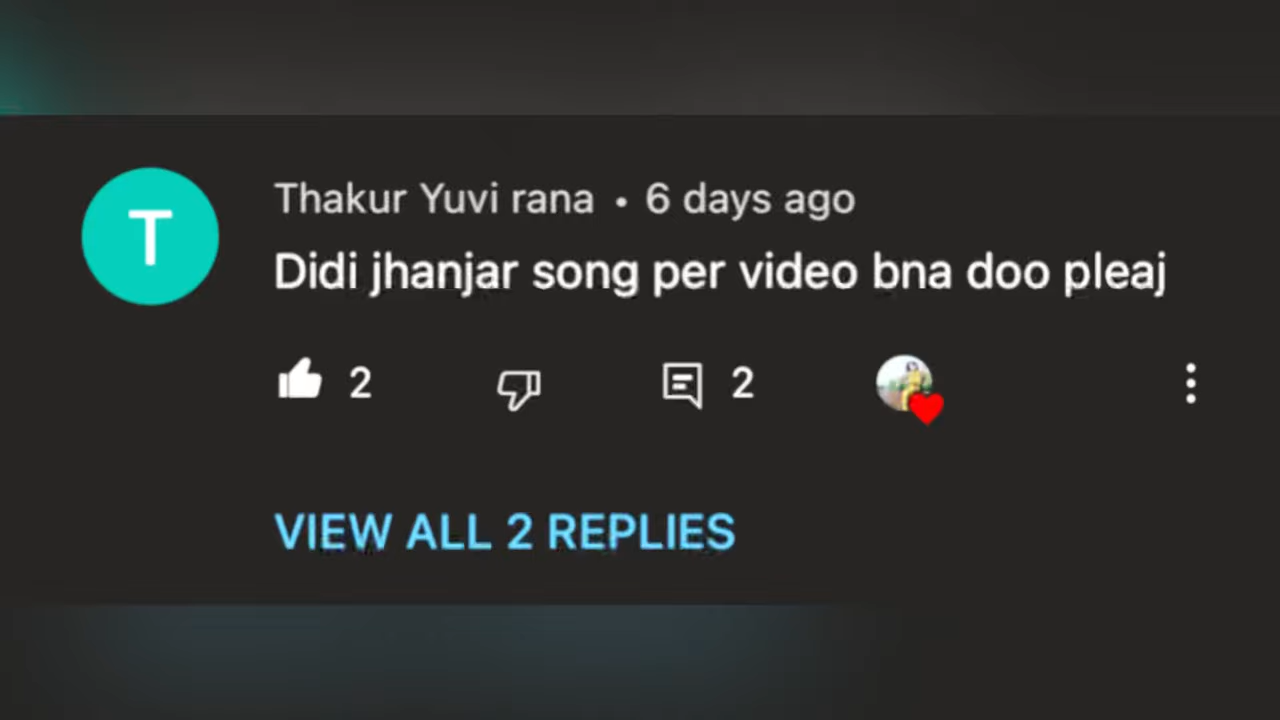 T
Thakur Yuvi rana • 6 days ago
Didi jhanjar song per video bna doo pleaj
2 2
VIEW ALL 2 REPLIES